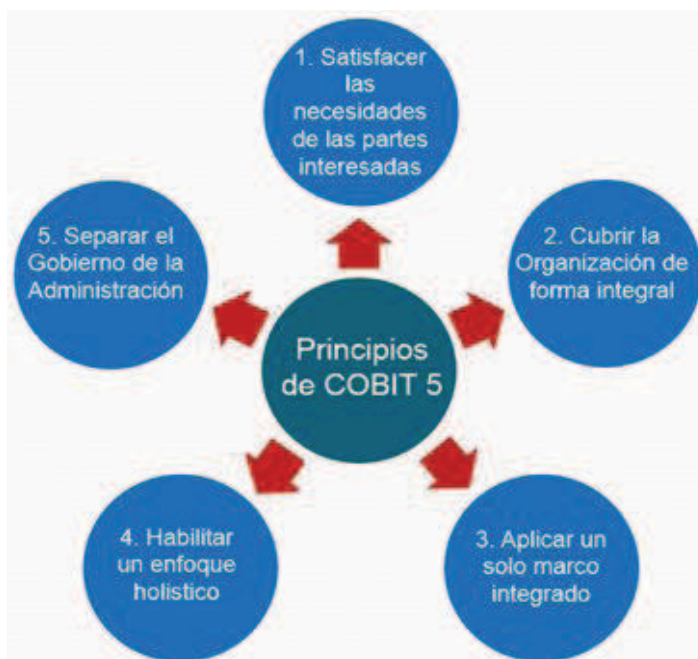 1. Satisfacer
las
necesidades
de las partes
interesadas
2. Cubrir la
Organización de
forma integral
3. Aplicar un
solo marco
integrado
4. Habilitar
un enfoque
holistico
5. Separar el
Gobierno de la
Administración
Principios
de COBIT 5